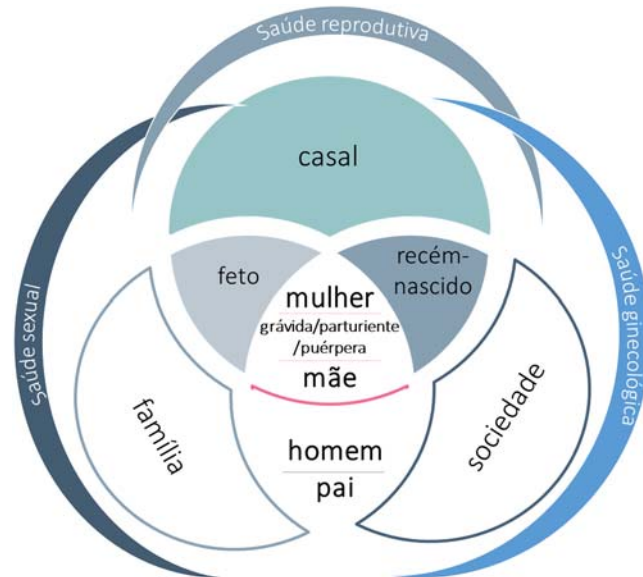 Saúde reprodutiva
casal
feto
recém-
nascido
mulher
grávida/parturiente
/puérpera
mãe
Saúde sexual
Saúde ginecológica
família
sociedade
homem
pai